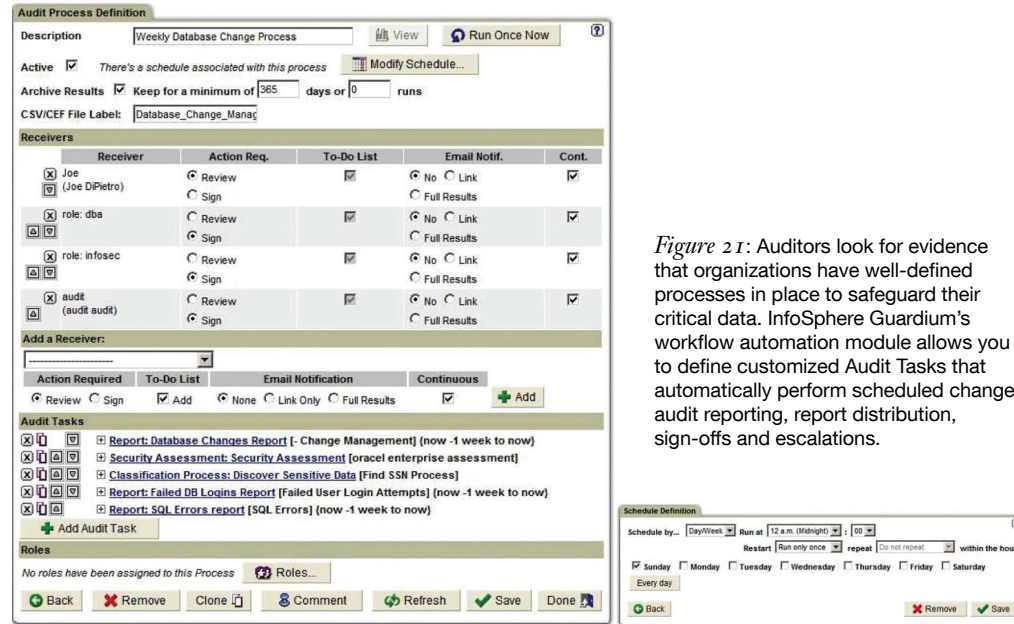 Audit Process Definition
Description Weekly Database Change Process View Run Once Now ?
Active There's a schedule associated with this process Modify Schedule...
Archive Results Keep for a minimum of 365 days or 0 runs
CSV/CEF File Label: Database_Change_Manag
Receivers
Receiver Action Req. To-Do List Email Notif. Cont.
Joe Review No Link
(Joe DiPietro) Sign Full Results
role: dba Review No Link
Sign Full Results
role: infosec Review No Link
Sign Full Results
audit Review No Link
(audit audit) Sign Full Results
Add a Receiver:
--------------------
Action Required To-Do List Email Notification Continuous
Review Sign Add None Link Only Full Results Add
Audit Tasks
Report: Database Changes Report [- Change Management] {now -1 week to now}
Security Assessment: Security Assessment [oracel enterprise assessment]
Classification Process: Discover Sensitive Data [Find SSN Process]
Report: Failed DB Logins Report [Failed User Login Attempts] {now -1 week to now}
Report: SQL Errors report [SQL Errors] {now -1 week to now}
Add Audit Task
Roles
No roles have been assigned to this Process Roles...
Back Remove Clone Comment Refresh Save Done
Figure 21: Auditors look for evidence
that organizations have well-defined
processes in place to safeguard their
critical data. InfoSphere Guardium's
workflow automation module allows you
to define customized Audit Tasks that
automatically perform scheduled change
audit reporting, report distribution,
sign-offs and escalations.
Schedule Definition
Schedule by... Day/Week Run at 12 a.m. (Midnight) : 00
Restart Run only once repeat Do not repeat within the hou
Sunday Monday Tuesday Wednesday Thursday Friday Saturday
Every day
Back Remove Save